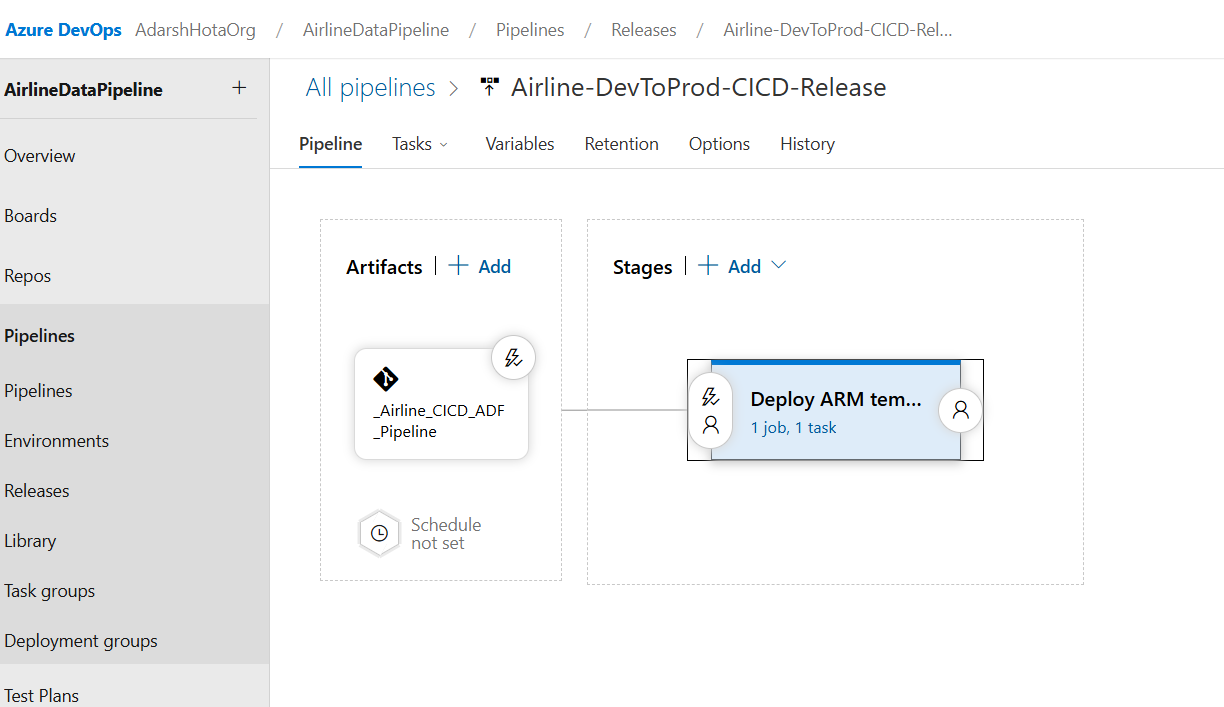 Azure DevOps AdarshHotaOrg / AirlineDataPipeline / Pipelines / Releases / Airline-DevToProd-CICD-Rel...
AirlineDataPipeline +
All pipelines > Airline-DevToProd-CICD-Release
Pipeline Tasks Variables Retention Options History
Overview
Boards
Repos
Pipelines
Pipelines
Environments
Releases
Library
Task groups
Deployment groups
Test Plans
Artifacts | + Add
_Airline_CICD_ADF
_Pipeline
Schedule
not set
Stages | + Add
Deploy ARM tem...
1 job, 1 task